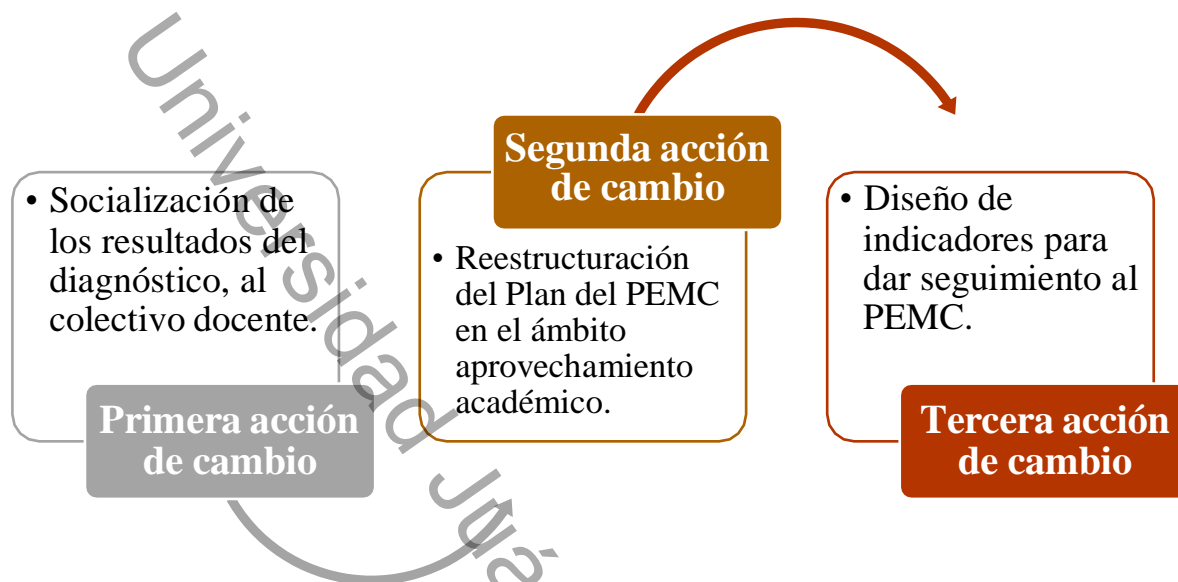 • Socialización de
los resultados del
diagnóstico, al
colectivo docente.
Primera acción
de cambio
Segunda acción
de cambio
• Reestructuración
del Plan del PEMC
en el ámbito
aprovechamiento
académico.
• Diseño de
indicadores para
dar seguimiento al
PEMC.
Tercera acción
de cambio
Universidad Juá